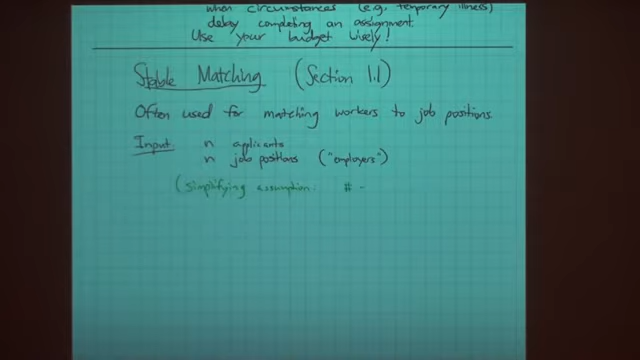 when circumstances (e.g. temporary illness)
delay completing an assignment.
Use your budget wisely!
Stable Matching (Section 1.1)
Often used for matching workers to job positions.
Input: n applicants
n job positions ("employers")
(simplifying assumption: #